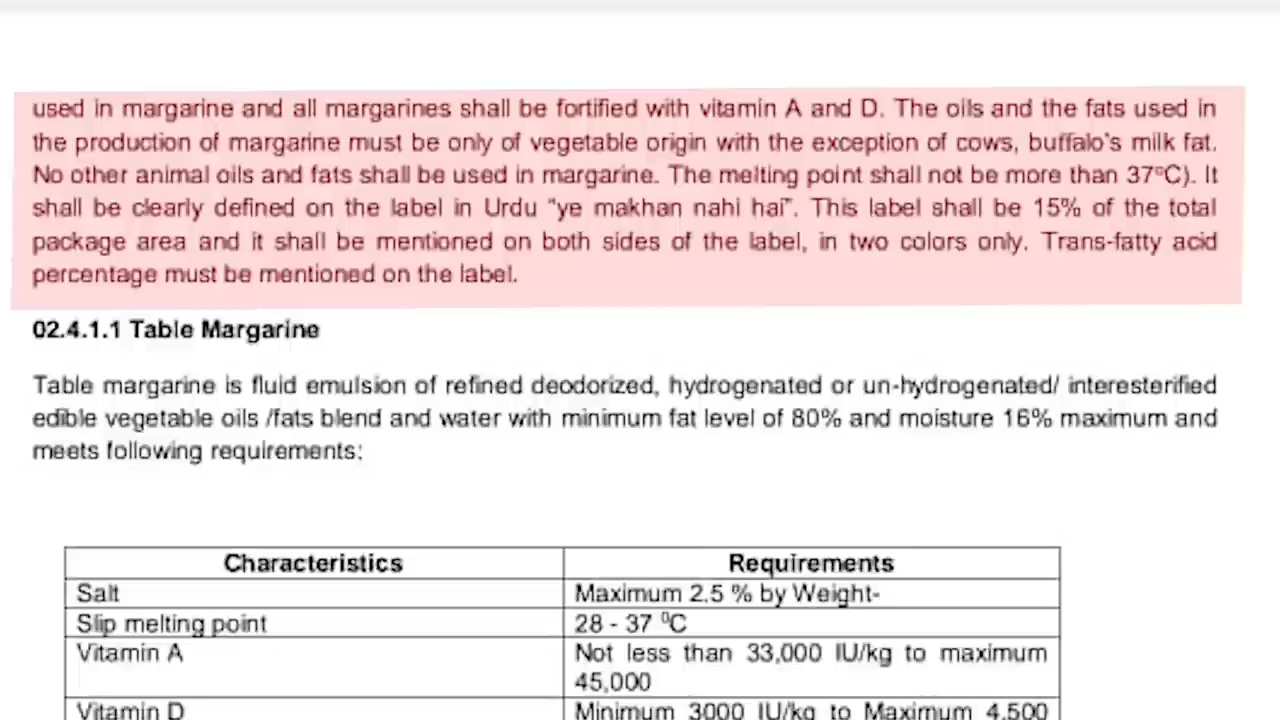 used in margarine and all margarines shall be fortified with vitamin A and D. The oils and the fats used in
the production of margarine must be only of vegetable origin with the exception of cows, buffalo's milk fat.
No other animal oils and fats shall be used in margarine. The melting point shall not be more than 37ºC). It
shall be clearly defined on the label in Urdu "ye makhan nahi hai". This label shall be 15% of the total
package area and it shall be mentioned on both sides of the label, in two colors only. Trans-fatty acid
percentage must be mentioned on the label.
02.4.1.1 Table Margarine
Table margarine is fluid emulsion of refined deodorized, hydrogenated or un-hydrogenated/ interesterified
edible vegetable oils /fats blend and water with minimum fat level of 80% and moisture 16% maximum and
meets following requirements:
Characteristics Requirements
Salt Maximum 2.5 % by Weight-
Slip melting point 28 - 37 ⁰C
Vitamin A Not less than 33,000 IU/kg to maximum
45,000
Vitamin D Minimum 3000 IU/kg to Maximum 4,500